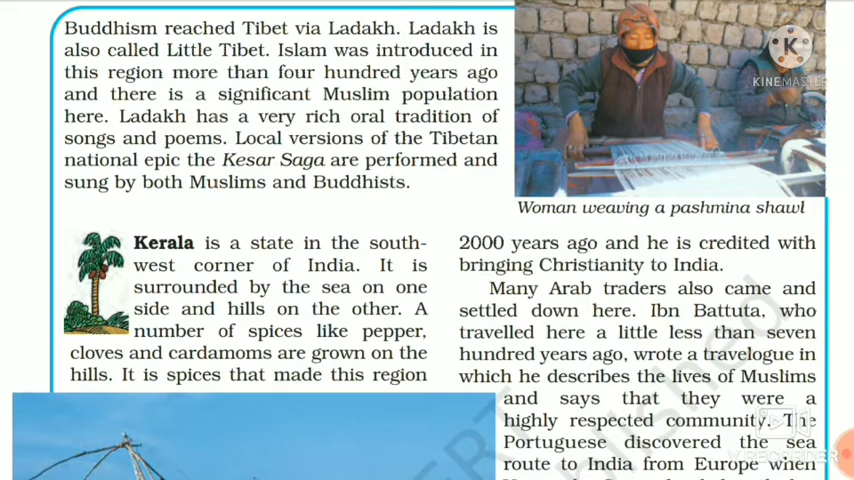 Buddhism reached Tibet via Ladakh. Ladakh is
also called Little Tibet. Islam was introduced in
this region more than four hundred years ago
and there is a significant Muslim population
here. Ladakh has a very rich oral tradition of
songs and poems. Local versions of the Tibetan
national epic the Kesar Saga are performed and
sung by both Muslims and Buddhists.
KINEMASTER
Woman weaving a pashmina shawl
Kerala is a state in the south-
west corner of India. It is
surrounded by the sea on one
side and hills on the other. A
number of spices like pepper,
cloves and cardamoms are grown on the
hills. It is spices that made this region
2000 years ago and he is credited with
bringing Christianity to India.
Many Arab traders also came and
settled down here. Ibn Battuta, who
travelled here a little less than seven
hundred years ago, wrote a travelogue in
which he describes the lives of Muslims
and says that they were a
highly respected community. The
Portuguese discovered the sea
route to India from Europe when
V RECORDER